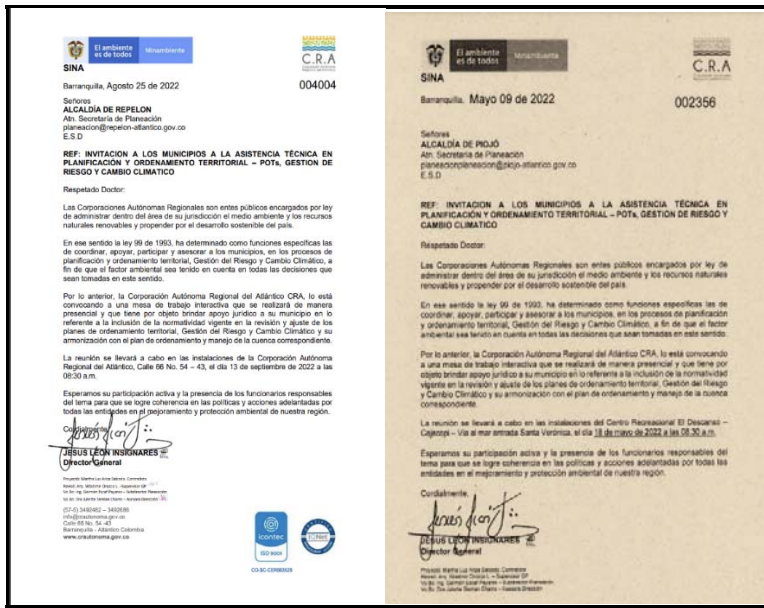 El ambiente
es de todos
Minambiente
SINA
C.R.A
Barranquilla, Agosto 25 de 2022
004004
Señores
ALCALDÍA DE REPELON
Atn. Secretaria de Planeación
planeacion@repelon-atlantico.gov.co
E.S.D
REF: INVITACION A LOS MUNICIPIOS A LA ASISTENCIA TÉCNICA EN
PLANIFICACIÓN Y ORDENAMIENTO TERRITORIAL – POTs, GESTION DE
RIESGO Y CAMBIO CLIMATICO
Respetado Doctor:
Las Corporaciones Autónomas Regionales son entes públicos encargados por ley
de administrar dentro del área de su jurisdicción el medio ambiente y los recursos
naturales renovables y propender por el desarrollo sostenible del país.
En ese sentido la ley 99 de 1993, ha determinado como funciones específicas las
de coordinar, apoyar, participar y asesorar a los municipios, en los procesos de
planificación y ordenamiento territorial, Gestión del Riesgo y Cambio Climático, a
fin de que el factor ambiental sea tenido en cuenta en todas las decisiones que
sean tomadas en este sentido.
Por lo anterior, la Corporación Autónoma Regional del Atlántico CRA, lo está
convocando a una mesa de trabajo interactiva que se realizará de manera
presencial y que tiene por objeto brindar apoyo jurídico a su municipio en lo
referente a la inclusión de la normatividad vigente en la revisión y ajuste de los
planes de ordenamiento territorial, Gestión del Riesgo y Cambio Climático y su
armonización con el plan de ordenamiento y manejo de la cuenca correspondiente.
La reunión se llevará a cabo en las instalaciones de la Corporación Autónoma
Regional del Atlántico, Calle 66 No. 54 – 43, el día 13 de septiembre de 2022 a las
08:30 a.m.
Esperamos su participación activa y la presencia de los funcionarios responsables
del tema para que se logre coherencia en las políticas y acciones adelantadas por
todas las entidades en el mejoramiento y protección ambiental de nuestra región.
Cordialmente,
JESUS LEON INSIGNARES
Director General
(57-5) 3492482 – 3492686
info@crautonoma.gov.co
Calle 66 No. 54 -43
Barranquilla - Atlántico Colombia
www.crautonoma.gov.co
icontec
ISO 9001
IQNet
El ambiente
es de todos
Minambiente
SINA
C.R.A
Barranquilla, Mayo 09 de 2022
002356
Señores
ALCALDÍA DE PIOJÓ
Atn. Secretaria de Planeación
planeacionplaneacion@piojo-atlantico.gov.co
E.S.D
REF: INVITACION A LOS MUNICIPIOS A LA ASISTENCIA TÉCNICA EN
PLANIFICACIÓN Y ORDENAMIENTO TERRITORIAL – POTs, GESTIÓN DE RIESGO Y
CAMBIO CLIMATICO
Respetado Doctor:
Las Corporaciones Autónomas Regionales son entes públicos encargados por ley de
administrar dentro del área de su jurisdicción el medio ambiente y los recursos naturales
renovables y propender por el desarrollo sostenible del país.
En ese sentido la ley 99 de 1993, ha determinado como funciones específicas las de
coordinar, apoyar, participar y asesorar a los municipios, en los procesos de planificación
y ordenamiento territorial, Gestión del Riesgo y Cambio Climático, a fin de que el factor
ambiental sea tenido en cuenta en todas las decisiones que sean tomadas en este sentido.
Por lo anterior, la Corporación Autónoma Regional del Atlántico CRA, lo está convocando
a una mesa de trabajo interactiva que se realizará de manera presencial y que tiene por
objeto brindar apoyo jurídico a su municipio en lo referente a la inclusión de la normatividad
vigente en la revisión y ajuste de los planes de ordenamiento territorial, Gestión del Riesgo
y Cambio Climático y su armonización con el plan de ordenamiento y manejo de la cuenca
correspondiente.
La reunión se llevará a cabo en las instalaciones del Centro Recreacional El Descanso –
Cajacopi – Vía al mar entrada Santa Verónica, el día 18 de mayo de 2022 a las 08:30 a.m.
Esperamos su participación activa y la presencia de los funcionarios responsables del
tema para que se logre coherencia en las políticas y acciones adelantadas por todas las
entidades en el mejoramiento y protección ambiental de nuestra región.
Cordialmente,
JESUS LEON INSIGNARES
Director General